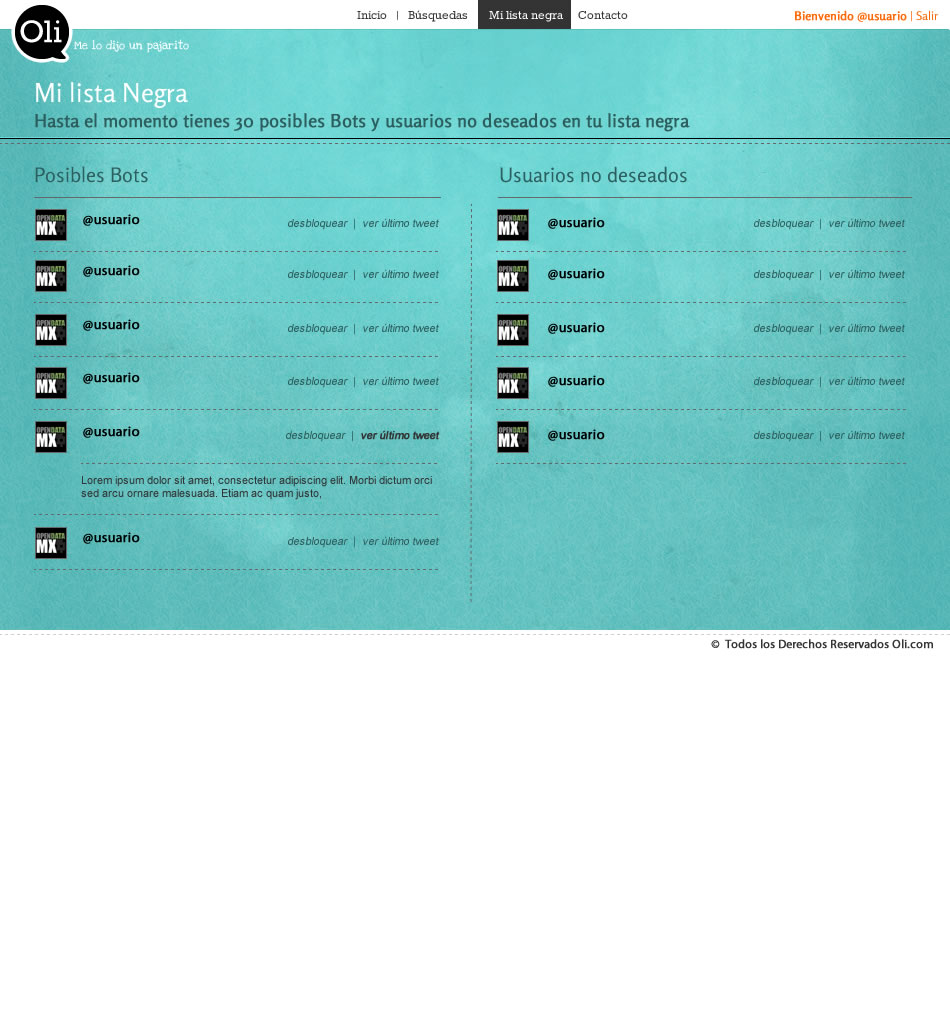 Oli
Me lo dijo un pajarito
Inicio | Búsquedas Mi lista negra Contacto
Bienvenido @usuario | Salir
Mi lista Negra
Hasta el momento tienes 30 posibles Bots y usuarios no deseados en tu lista negra
Posibles Bots
OPENDATA
MX
@usuario
desbloquear | ver último tweet
OPENDATA
MX
@usuario
desbloquear | ver último tweet
OPENDATA
MX
@usuario
desbloquear | ver último tweet
OPENDATA
MX
@usuario
desbloquear | ver último tweet
OPENDATA
MX
@usuario
desbloquear | ver último tweet
Lorem ipsum dolor sit amet, consectetur adipiscing elit. Morbi dictum orci
sed arcu ornare malesuada. Etiam ac quam justo,
OPENDATA
MX
@usuario
desbloquear | ver último tweet
Usuarios no deseados
OPENDATA
MX
@usuario
desbloquear | ver último tweet
OPENDATA
MX
@usuario
desbloquear | ver último tweet
OPENDATA
MX
@usuario
desbloquear | ver último tweet
OPENDATA
MX
@usuario
desbloquear | ver último tweet
OPENDATA
MX
@usuario
desbloquear | ver último tweet
© Todos los Derechos Reservados Oli.com